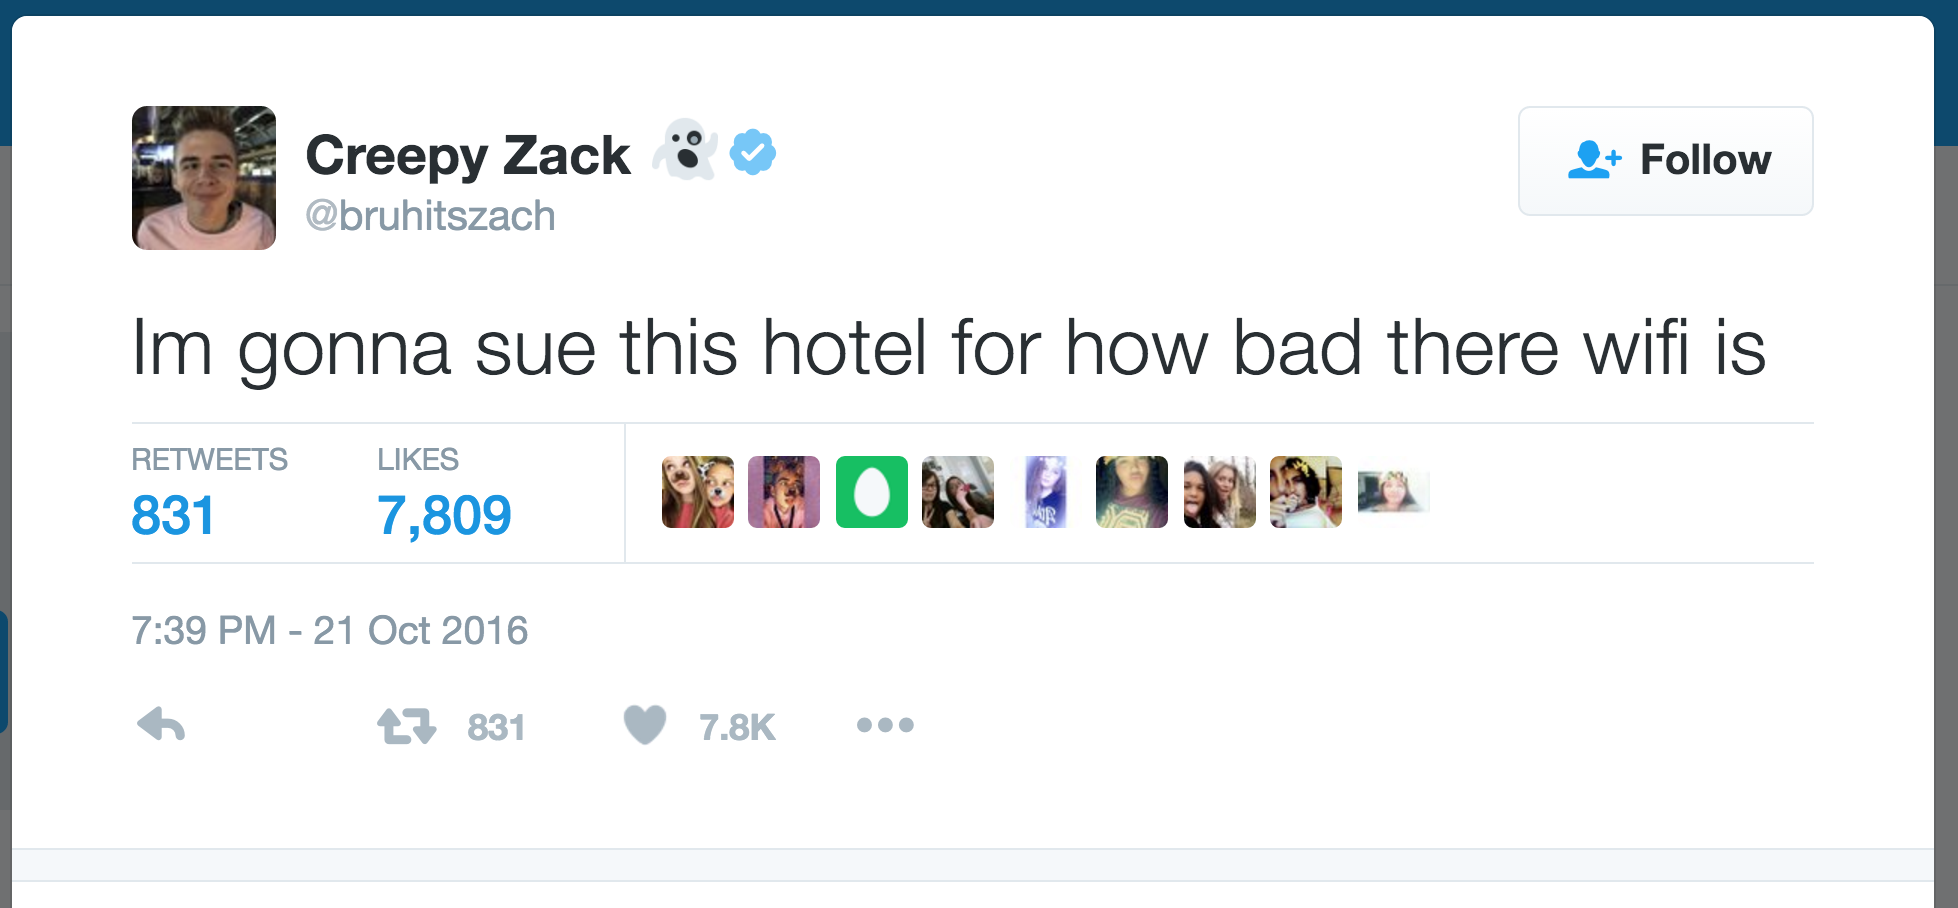 Creepy Zack 👻
@bruhitszach
Follow
Im gonna sue this hotel for how bad there wifi is
RETWEETS LIKES
831 7,809
7:39 PM - 21 Oct 2016
831 7.8K